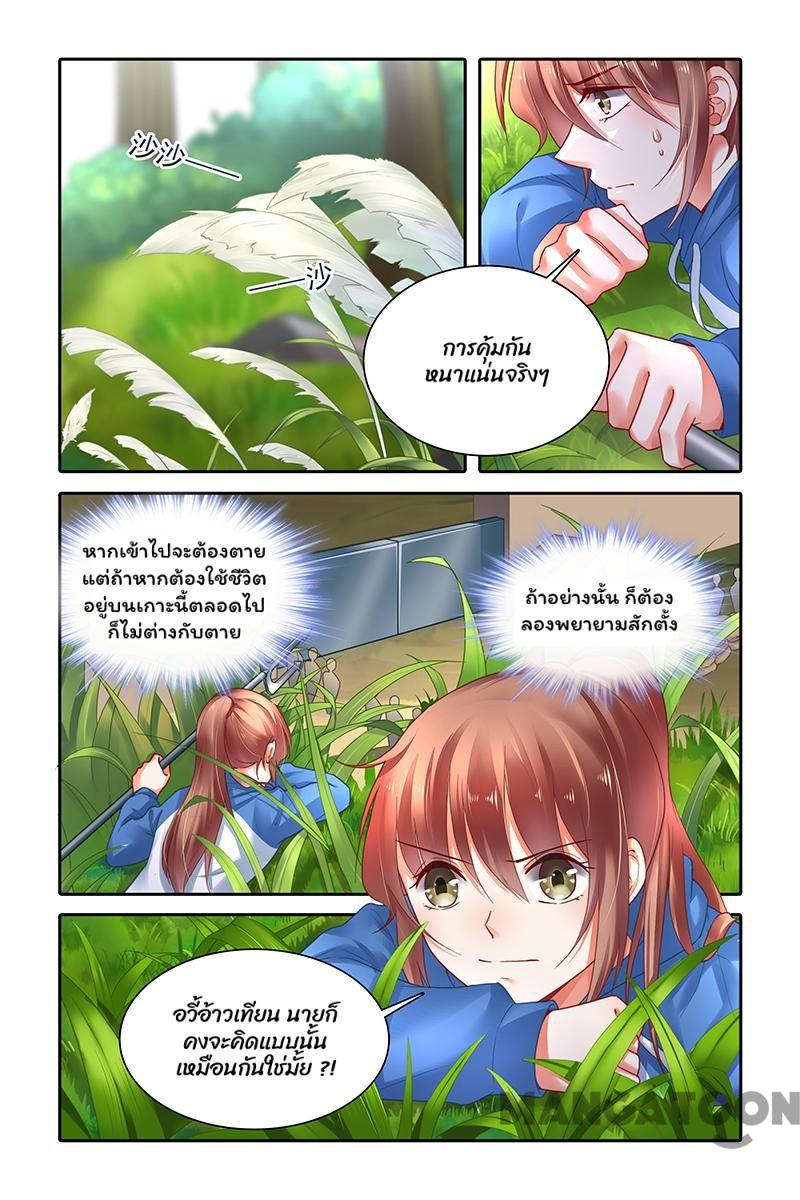 沙沙——
——沙
การคุ้มกัน
หนาแน่นจริงๆ
หากเข้าไปจะต้องตาย
แต่ถ้าหากต้องใช้ชีวิต
อยู่บนเกาะนี้ตลอดไป
ก็ไม่ต่างกับตาย
ถ้าอย่างนั้น ก็ต้อง
ลองพยายามสักตั้ง
อวี้อ้าวเทียน นายก็
คงจะคิดแบบนั้น
เหมือนกันใช่มั้ย ?!
MANGATOON